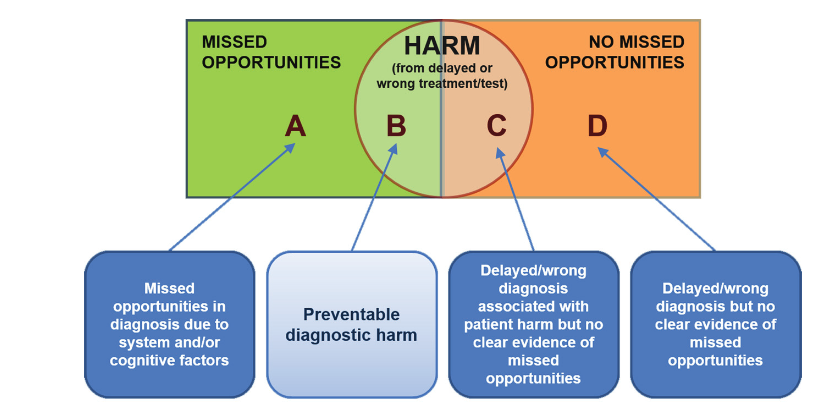 MISSED
OPPORTUNITIES
HARM
(from delayed or
wrong treatment/test)
NO MISSED
OPPORTUNITIES
A
B
C
D
Missed
opportunities in
diagnosis due to
system and/or
cognitive factors
Preventable
diagnostic harm
Delayed/wrong
diagnosis
associated with
patient harm but no
clear evidence of
missed
opportunities
Delayed/wrong
diagnosis but no
clear evidence of
missed
opportunities